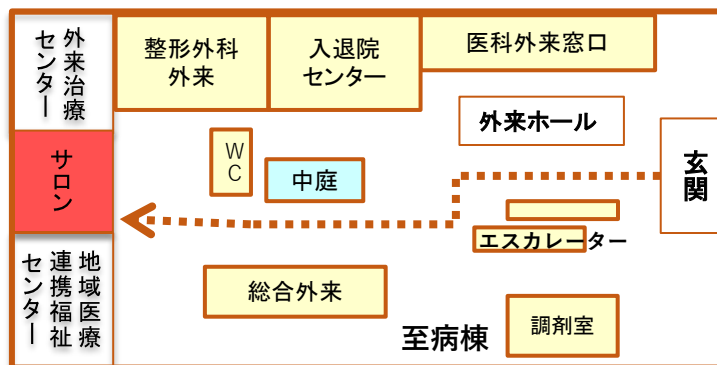 外来治療
センター
整形外科
外来
入退院
センター
医科外来窓口
外来ホール
WC
中庭
サロン
玄関
エスカレーター
地域医療
連携福祉
センター
総合外来
至病棟
調剤室